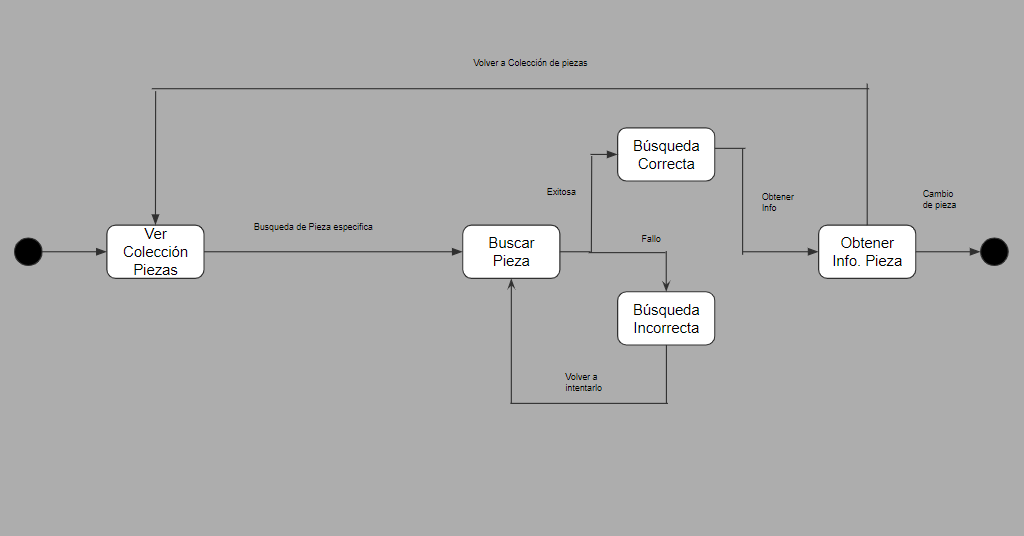 Volver a Colección de piezas
Búsqueda
Correcta
Exitosa
Obtener
Info
Cambio
de pieza
Ver
Colección
Piezas
Busqueda de Pieza especifica
Buscar
Pieza
Fallo
Obtener
Info. Pieza
Búsqueda
Incorrecta
Volver a
intentarlo